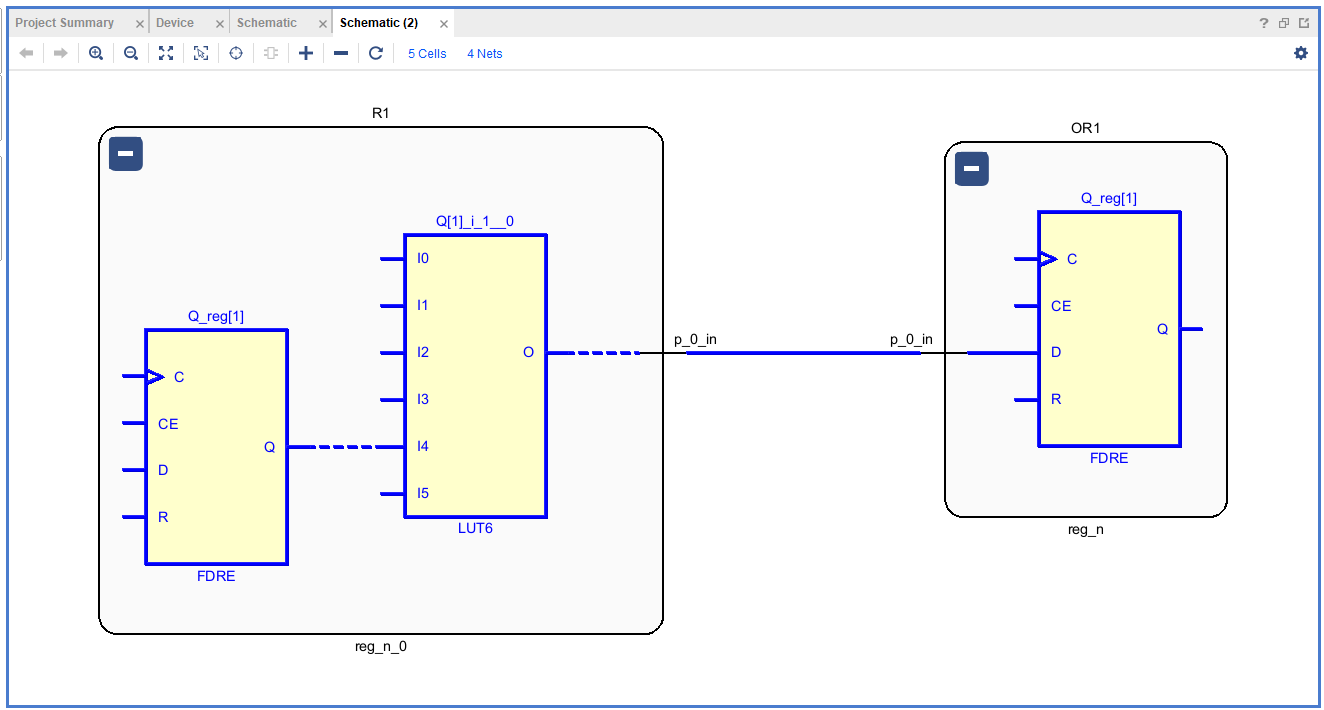 Project Summary × Device × Schematic × Schematic (2) × ?
5 Cells 4 Nets
R1
OR1
Q_reg[1]
Q[1]_i_1__0
I0
C
Q_reg[1]
I1
CE
Q
p_0_in
p_0_in
I2
O
D
C
I3
R
CE
Q
I4
FDRE
D
I5
R
LUT6
reg_n
FDRE
reg_n_0